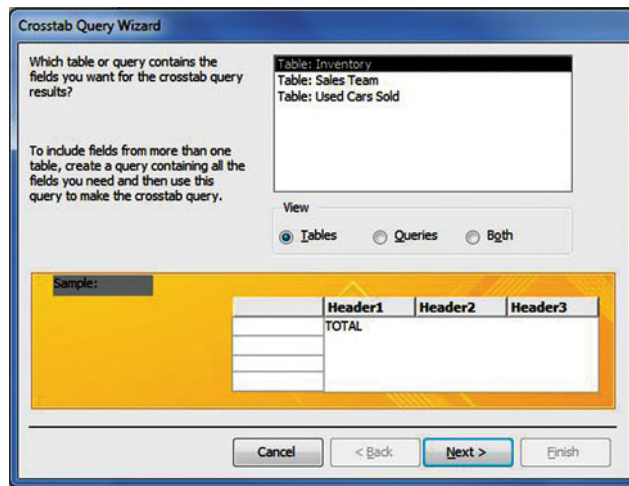 Crosstab Query Wizard
Which table or query contains the
fields you want for the crosstab query
results?
To include fields from more than one
table, create a query containing all the
fields you need and then use this
query to make the crosstab query.
Table: Inventory
Table: Sales Team
Table: Used Cars Sold
View
Tables Queries Both
Sample:
Header1 Header2 Header3
TOTAL
Cancel < Back Next > Finish